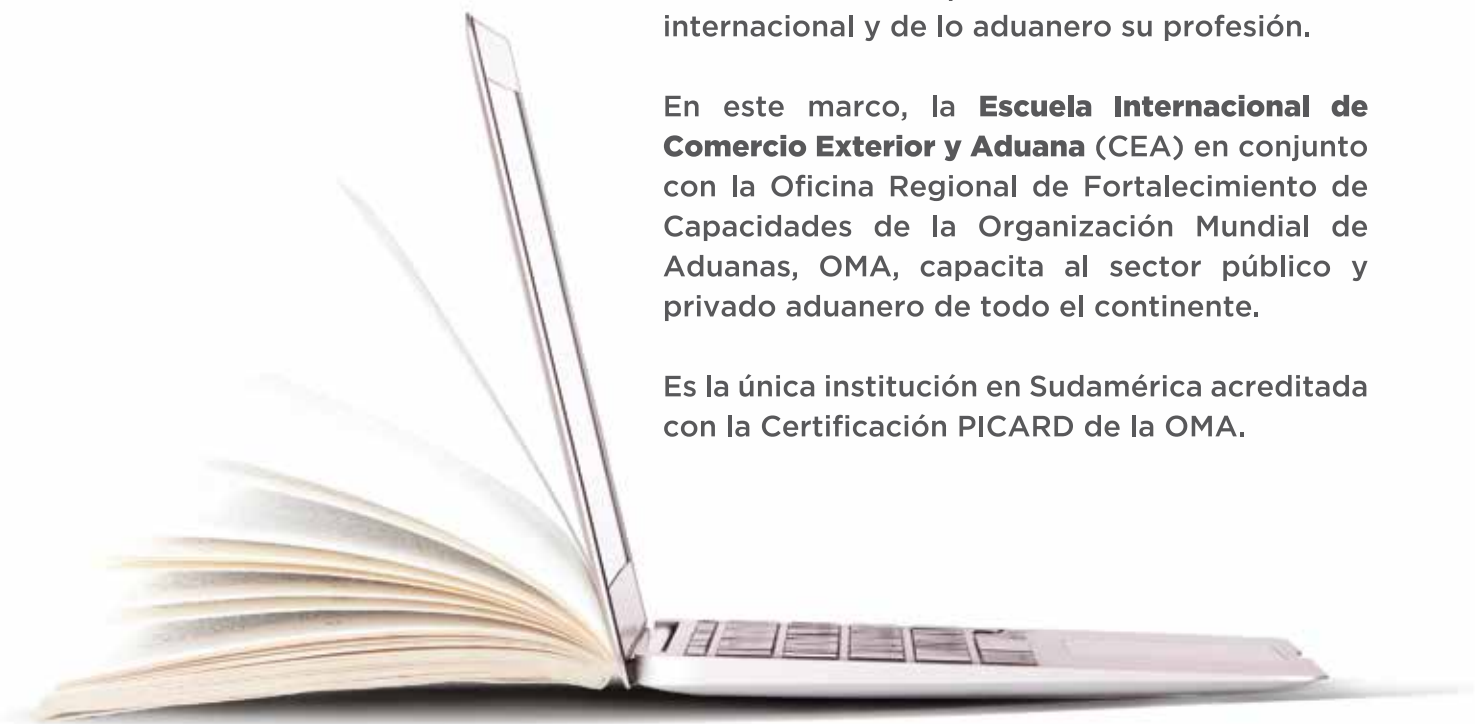 internacional y de lo aduanero su profesión.
En este marco, la Escuela Internacional de
Comercio Exterior y Aduana (CEA) en conjunto
con la Oficina Regional de Fortalecimiento de
Capacidades de la Organización Mundial de
Aduanas, OMA, capacita al sector público y
privado aduanero de todo el continente.
Es la única institución en Sudamérica acreditada
con la Certificación PICARD de la OMA.